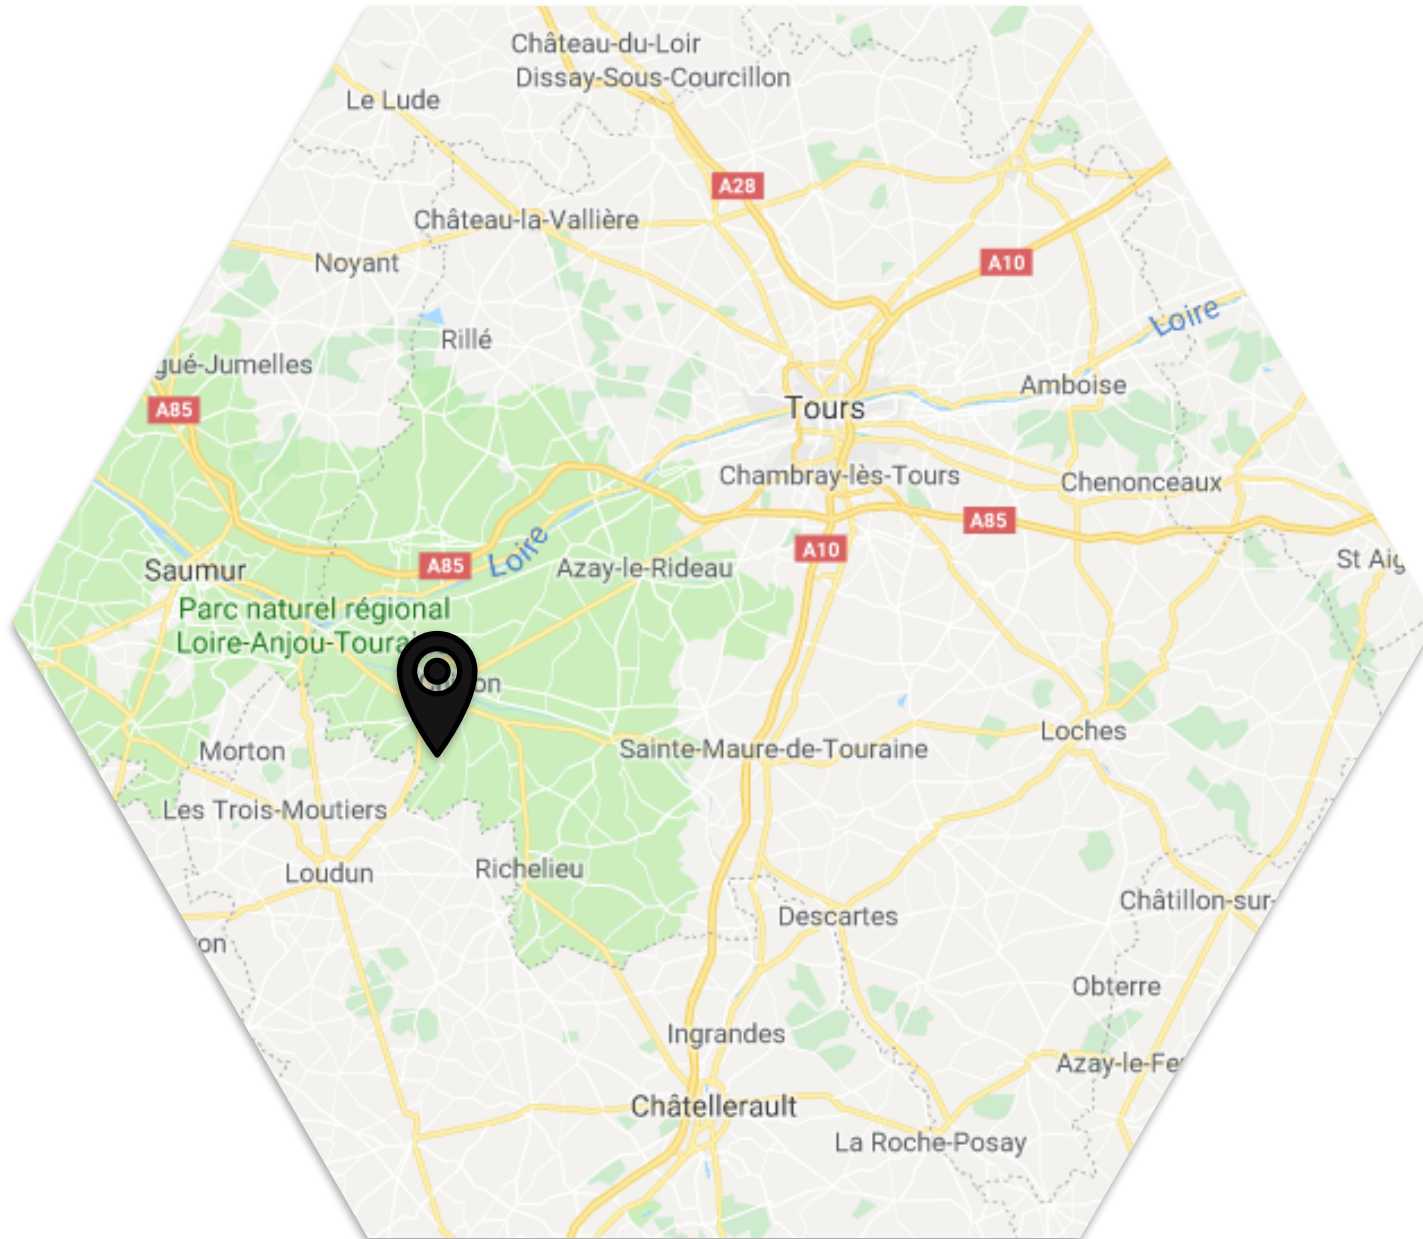 Château-du-Loir
Dissay-Sous-Courcillon
Le Lude
A28
Château-la-Vallière
Noyant
A10
Loire
Rillé
gué-Jumelles
Amboise
A85
Tours
Chambray-lès-Tours
Chenonceaux
A85
Loire
A10
A85
Azay-le-Rideau
St Aig
Saumur
Parc naturel régional
Loire-Anjou-Tourai
on
Loches
Morton
Sainte-Maure-de-Touraine
Les Trois-Moutiers
Loudun
Richelieu
Châtillon-sur-
Descartes
on
Obterre
Ingrandes
Azay-le-Fer
Châtellerault
La Roche-Posay